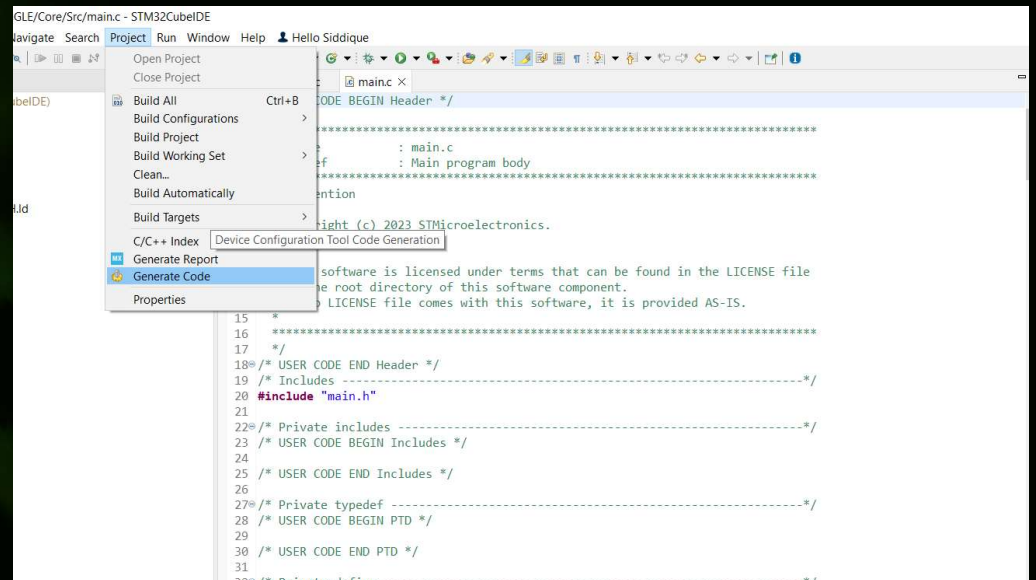 GLE/Core/Src/main.c - STM32CubeIDE
Navigate Search Project Run Window Help Hello Siddique
Open Project
Close Project
main.c
ubeIDE)
Build All Ctrl+B
CODE BEGIN Header */
Build Configurations
Build Project
: main.c
Build Working Set
: Main program body
Clean...
Build Automatically
ention
H.ld
Build Targets
right (c) 2023 STMicroelectronics.
C/C++ Index
Device Configuration Tool Code Generation
Generate Report
Generate Code
software is licensed under terms that can be found in the LICENSE file
e root directory of this software component.
Properties
LICENSE file comes with this software, it is provided AS-IS.
15 *
16 ******************************************************************************
17 */
18 /* USER CODE END Header */
19 /* Includes ------------------------------------------------------------------*/
20 #include "main.h"
21
22 /* Private includes ----------------------------------------------------------*/
23 /* USER CODE BEGIN Includes */
24
25 /* USER CODE END Includes */
26
27 /* Private typedef -----------------------------------------------------------*/
28 /* USER CODE BEGIN PTD */
29
30 /* USER CODE END PTD */
31